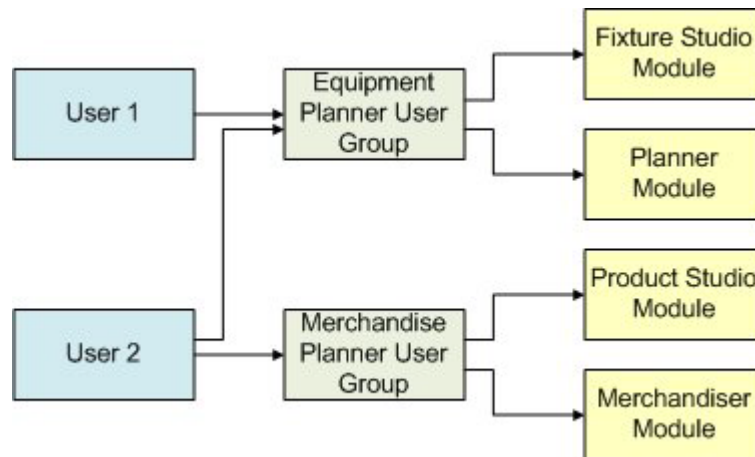 Fixture Studio
Module
User 1
Equipment
Planner User
Group
Planner
Module
Product Studio
Module
User 2
Merchandise
Planner User
Group
Merchandiser
Module